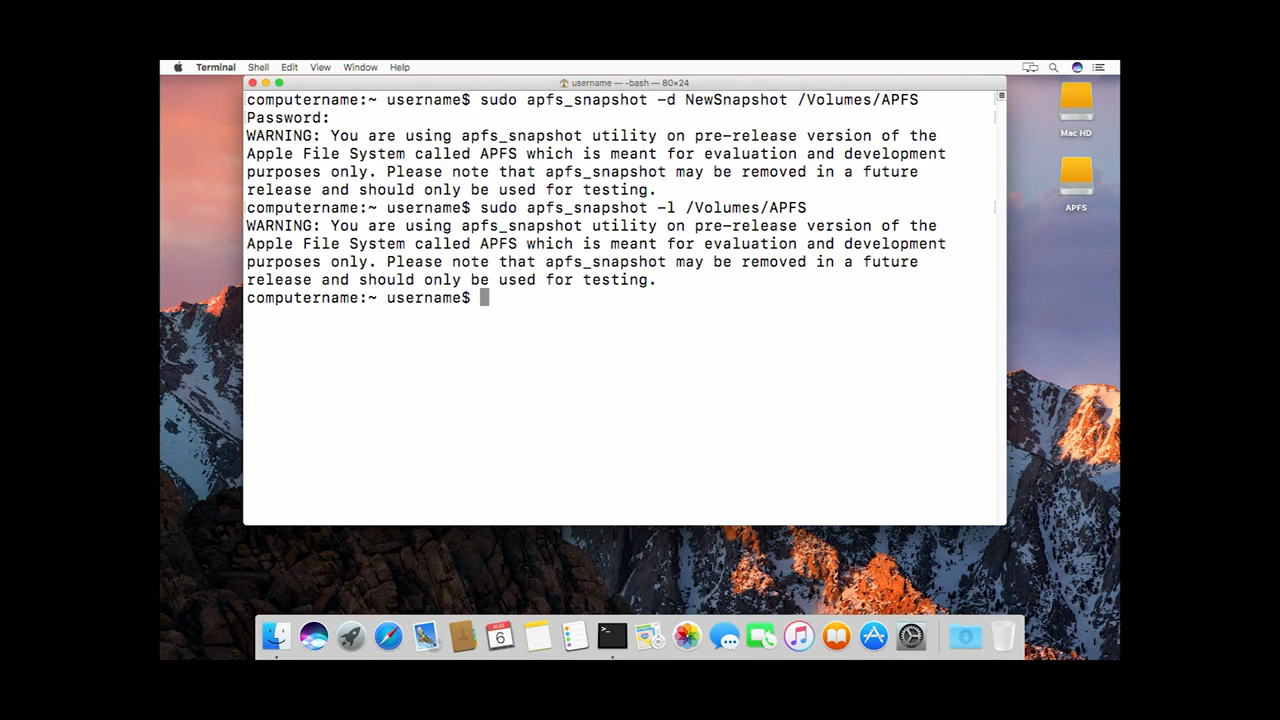 Terminal Shell Edit View Window Help
username — -bash — 80×24
computername:~ username$ sudo apfs_snapshot -d NewSnapshot /Volumes/APFS
Password:
WARNING: You are using apfs_snapshot utility on pre-release version of the
Apple File System called APFS which is meant for evaluation and development
purposes only. Please note that apfs_snapshot may be removed in a future
release and should only be used for testing.
computername:~ username$ sudo apfs_snapshot -l /Volumes/APFS
WARNING: You are using apfs_snapshot utility on pre-release version of the
Apple File System called APFS which is meant for evaluation and development
purposes only. Please note that apfs_snapshot may be removed in a future
release and should only be used for testing.
computername:~ username$
Mac HD
APFS
AUG
6